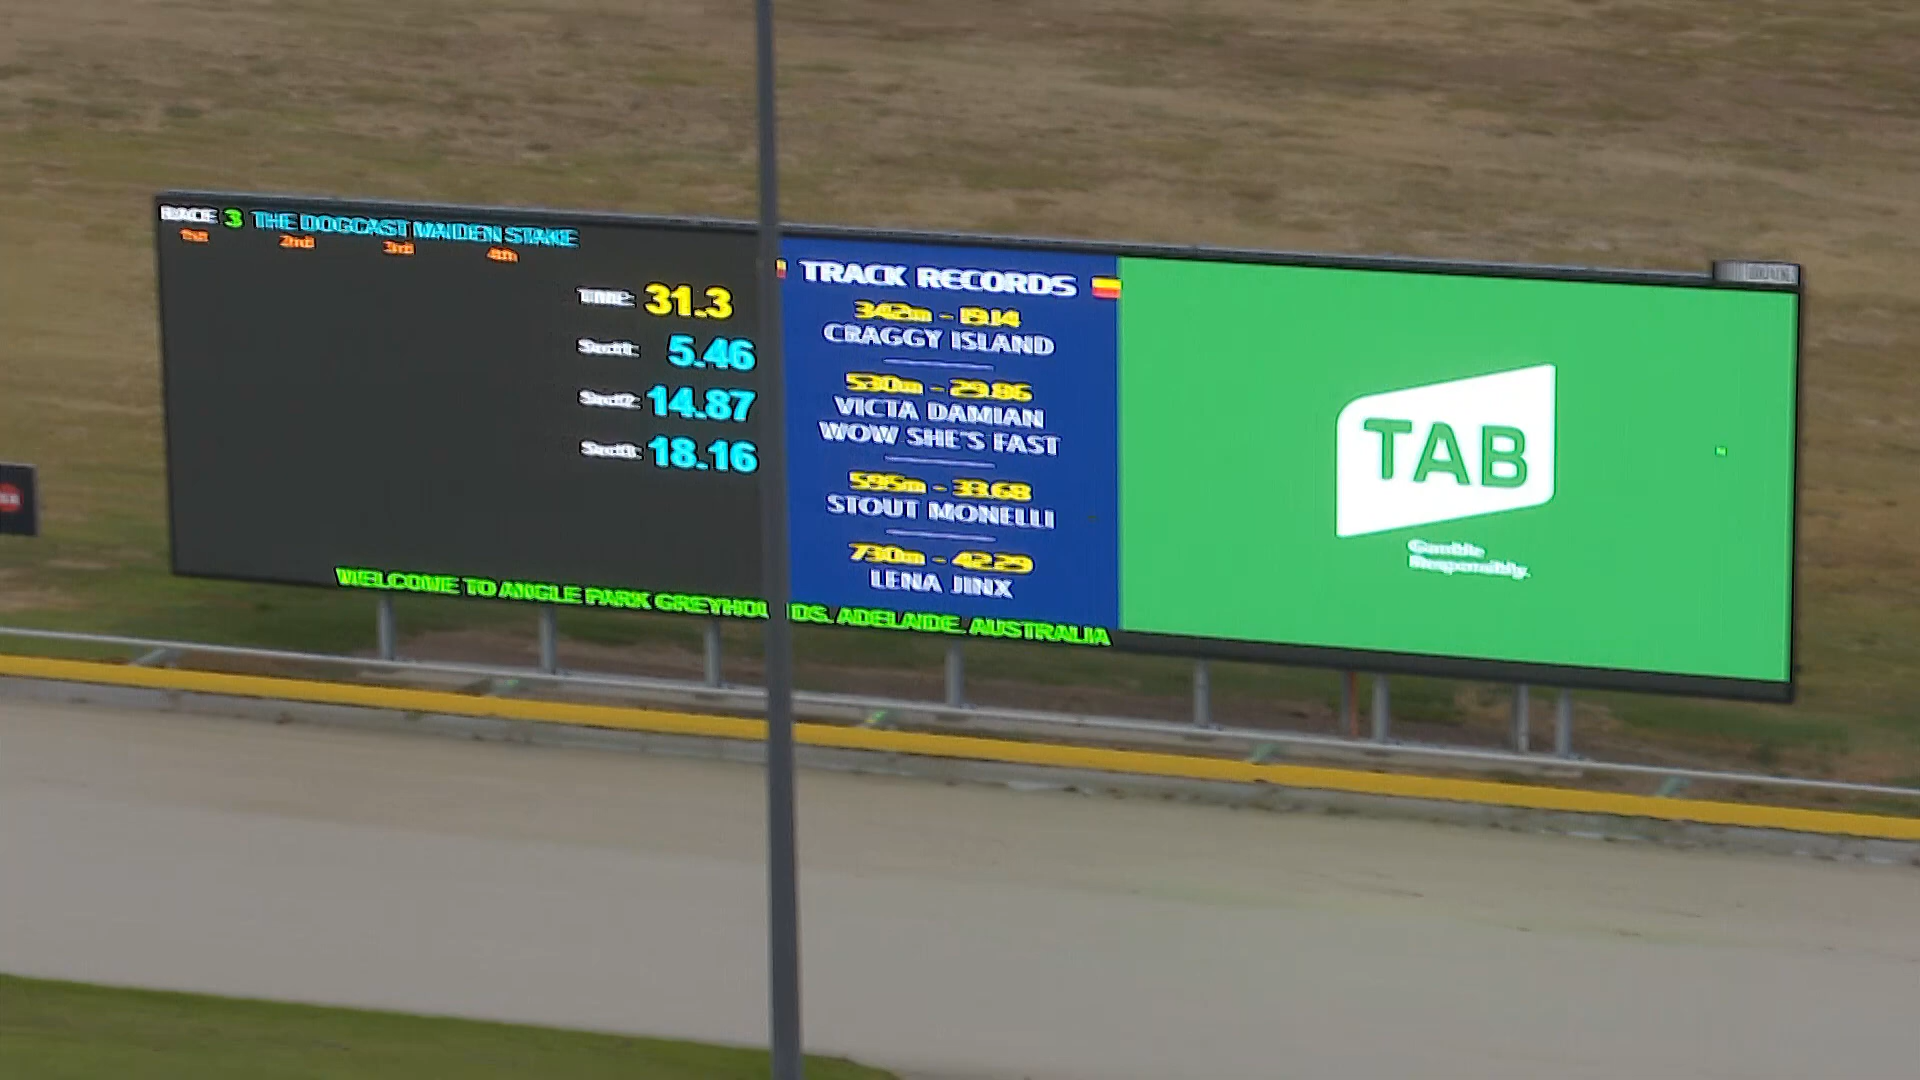 RACE 3 THE DOGCAST MAIDEN STAKE
1st 2nd 3rd 4th
Time: 31.3
Sect1: 5.46
Sect2: 14.87
Sect3: 18.16
TRACK RECORDS
342m - 19.14
CRAGGY ISLAND
530m - 29.86
VICTA DAMIAN
WOW SHE'S FAST
595m - 33.68
STOUT MONELLI
730m - 42.29
LENA JINX
WELCOME TO ANGLE PARK GREYHOU DS. ADELAIDE. AUSTRALIA
TAB
Gamble
Responsibly.